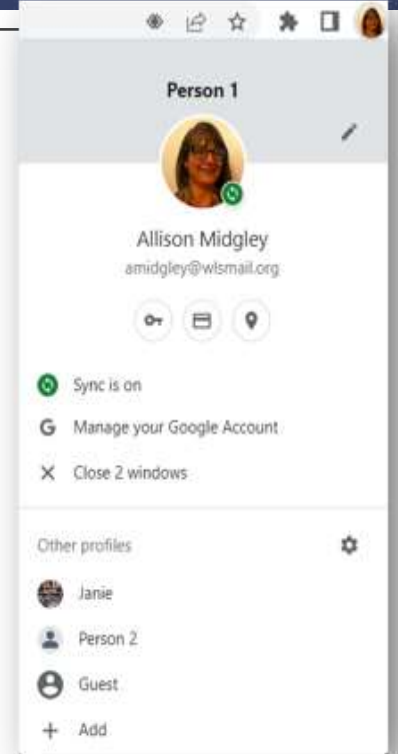 Person 1
Allison Midgley
amidgley@wlsmail.org
Sync is on
G Manage your Google Account
Close 2 windows
Other profiles
Janie
Person 2
Guest
Add